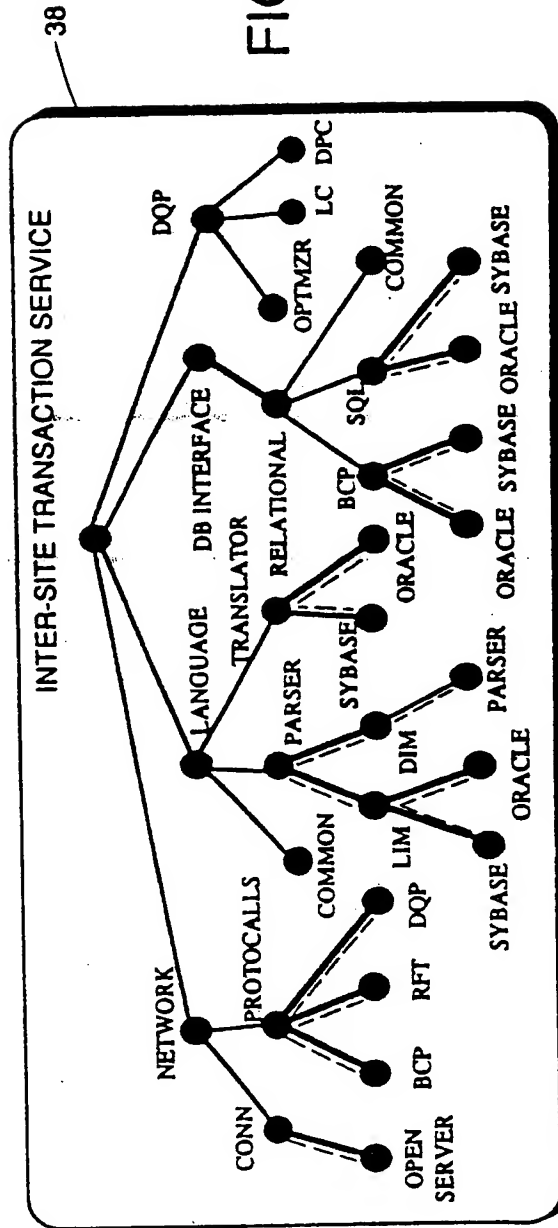 38
FIG
INTER-SITE TRANSACTION SERVICE
NETWORK
LANGUAGE
DB INTERFACE
DQP
CONN
PROTOCALLS
COMMON
PARSER
TRANSLATOR
RELATIONAL
OPTMZR
LC
DPC
OPEN
SERVER
BCP
RFT
DQP
LIM
DIM
SYBASE
ORACLE
BCP
SQL
COMMON
SYBASE
ORACLE
PARSER
ORACLE
SYBASE
ORACLE
SYBASE